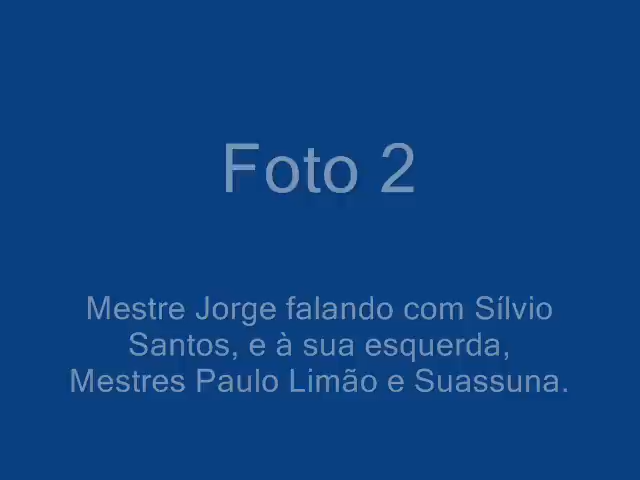 Foto 2
Mestre Jorge falando com Sílvio
Santos, e à sua esquerda,
Mestres Paulo Limão e Suassuna.